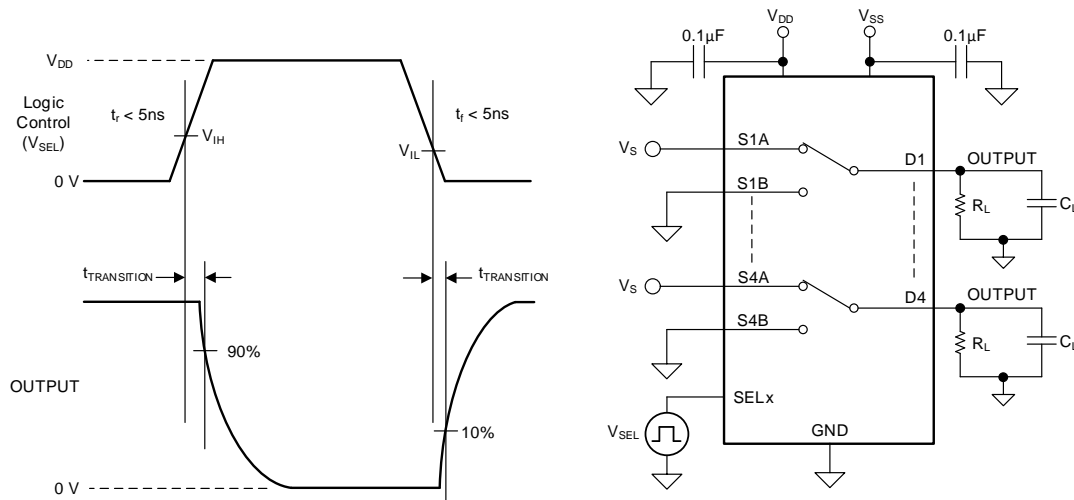 V_DD
Logic
Control
(V_SEL)
t_r < 5ns
t_f < 5ns
V_IH
V_IL
0 V
t_TRANSITION
t_TRANSITION
90%
OUTPUT
10%
0 V
V_DD
V_SS
0.1µF
0.1µF
V_S
S1A
D1
OUTPUT
S1B
R_L
C_L
V_S
S4A
D4
OUTPUT
S4B
R_L
C_L
SELx
V_SEL
GND